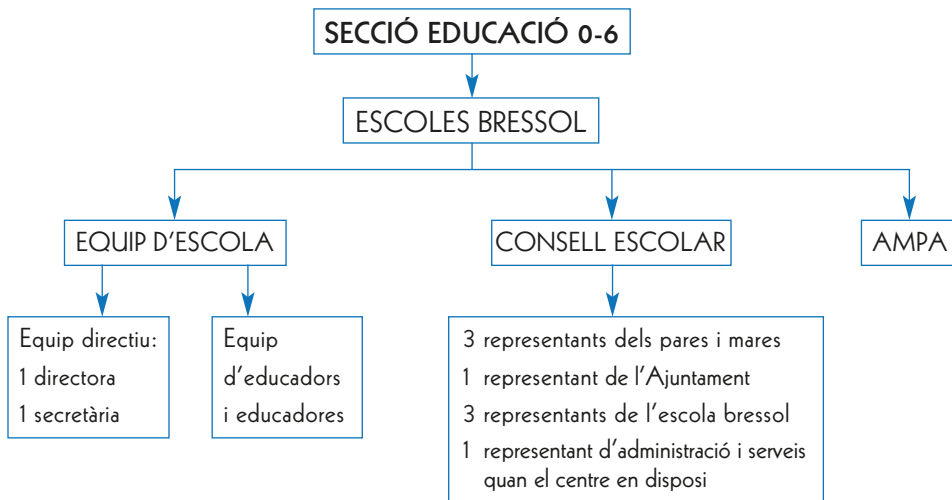 SECCIÓ EDUCACIÓ 0-6
ESCOLES BRESSOL
EQUIP D'ESCOLA
CONSELL ESCOLAR
AMPA
Equip directiu:
1 directora
1 secretària
Equip
d'educadors
i educadores
3 representants dels pares i mares
1 representant de l'Ajuntament
3 representants de l'escola bressol
1 representant d'administració i serveis
quan el centre en disposi